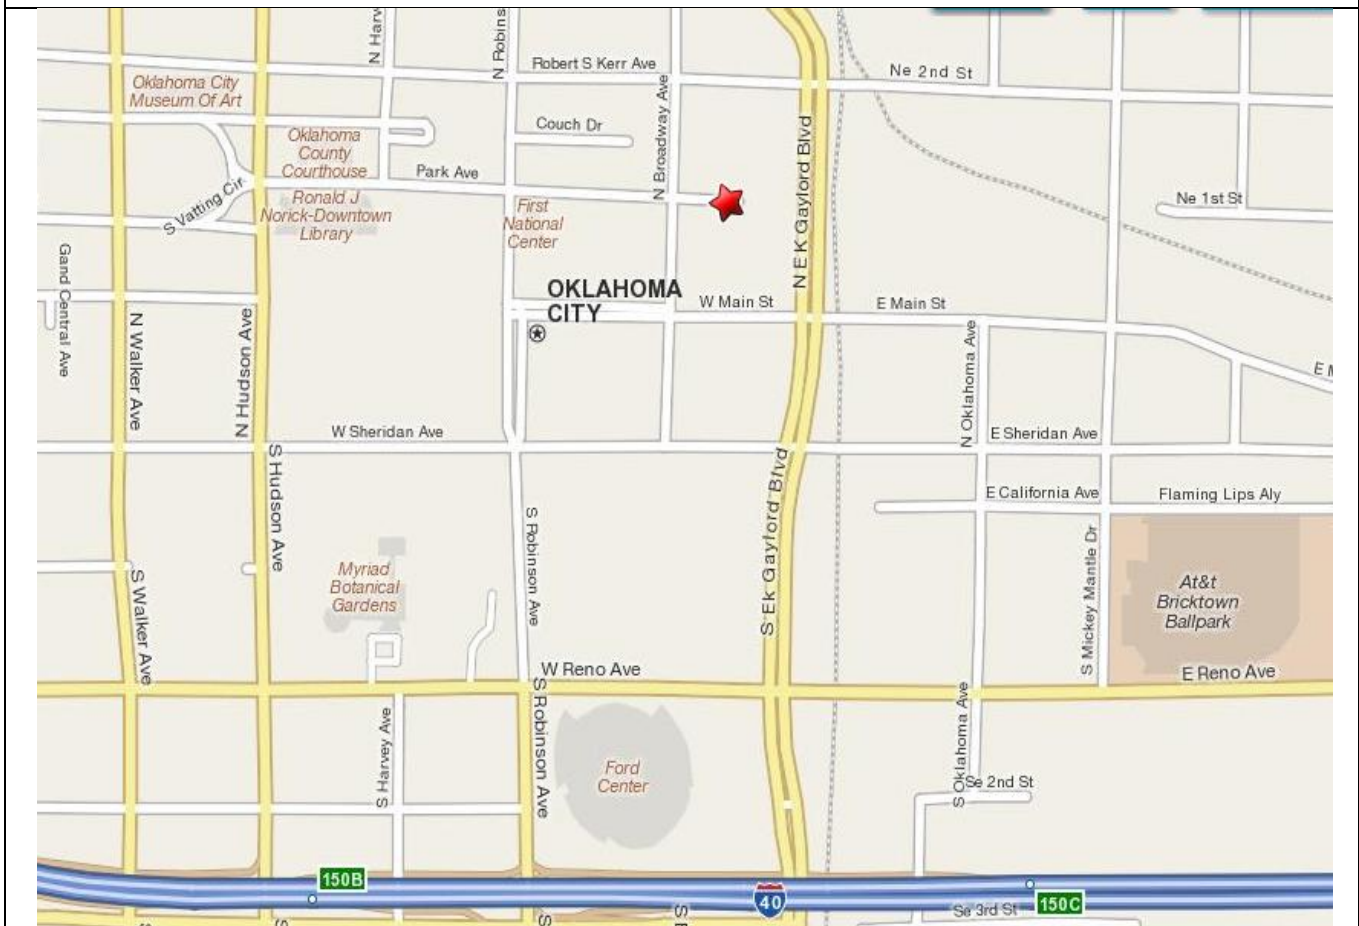 N Harv
N Robins
Robert S Kerr Ave
Ne 2nd St
Oklahoma City
Museum Of Art
N Broadway Ave
Couch Dr
N E K Gaylord Blvd
Oklahoma
County
Courthouse
Park Ave
S Vatting Cir
Ronald J
Norick-Downtown
Library
First
National
Center
Ne 1st St
Gand Central Ave
OKLAHOMA
CITY
W Main St
E Main St
N Walker Ave
N Hudson Ave
N Oklahoma Ave
E M
W Sheridan Ave
E Sheridan Ave
S Hudson Ave
S Ek Gaylord Blvd
E California Ave
Flaming Lips Aly
S Robinson Ave
S Mickey Mantle Dr
Myriad
Botanical
Gardens
At&t
Bricktown
Ballpark
S Walker Ave
W Reno Ave
E Reno Ave
S Robinson Ave
S Harvey Ave
S Oklahoma Ave
Ford
Center
Se 2nd St
150B
40
150C
Se 3rd St